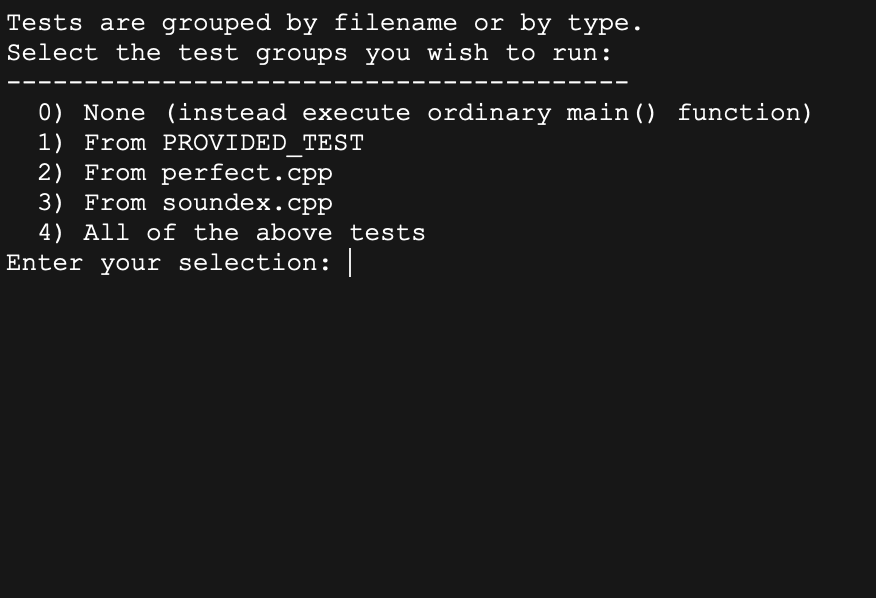 Tests are grouped by filename or by type.
Select the test groups you wish to run:
----------------------------------------
  0) None (instead execute ordinary main() function)
  1) From PROVIDED_TEST
  2) From perfect.cpp
  3) From soundex.cpp
  4) All of the above tests
Enter your selection: